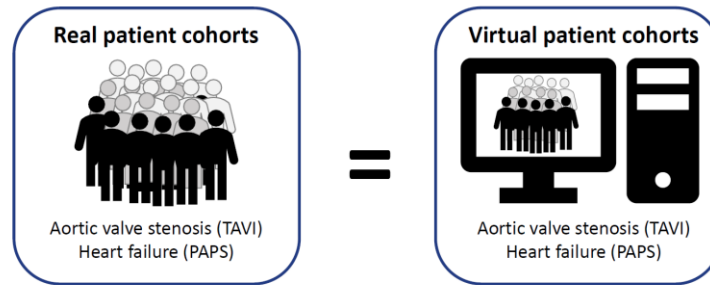 Real patient cohorts
Aortic valve stenosis (TAVI)
Heart failure (PAPS)
=
Virtual patient cohorts
Aortic valve stenosis (TAVI)
Heart failure (PAPS)